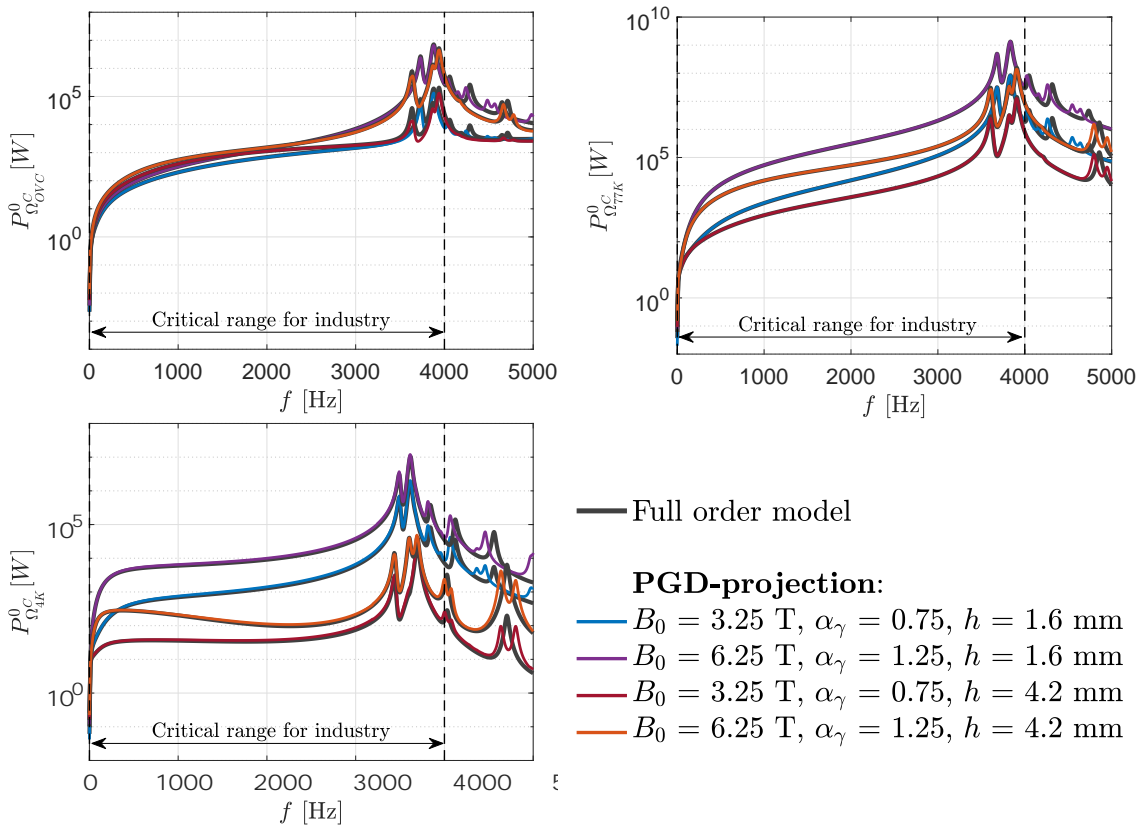 10^5
10^0
P^0_{Ω^C_{OVC}} [W]
Critical range for industry
0 1000 2000 3000 4000 5000
f [Hz]
10^10
10^5
10^0
P^0_{Ω^C_{77K}} [W]
Critical range for industry
0 1000 2000 3000 4000 5000
f [Hz]
10^5
10^0
P^0_{Ω^C_{4K}} [W]
Critical range for industry
0 1000 2000 3000 4000
f [Hz]
Full order model
PGD-projection:
B_0 = 3.25 T, α_γ = 0.75, h = 1.6 mm
B_0 = 6.25 T, α_γ = 1.25, h = 1.6 mm
B_0 = 3.25 T, α_γ = 0.75, h = 4.2 mm
B_0 = 6.25 T, α_γ = 1.25, h = 4.2 mm